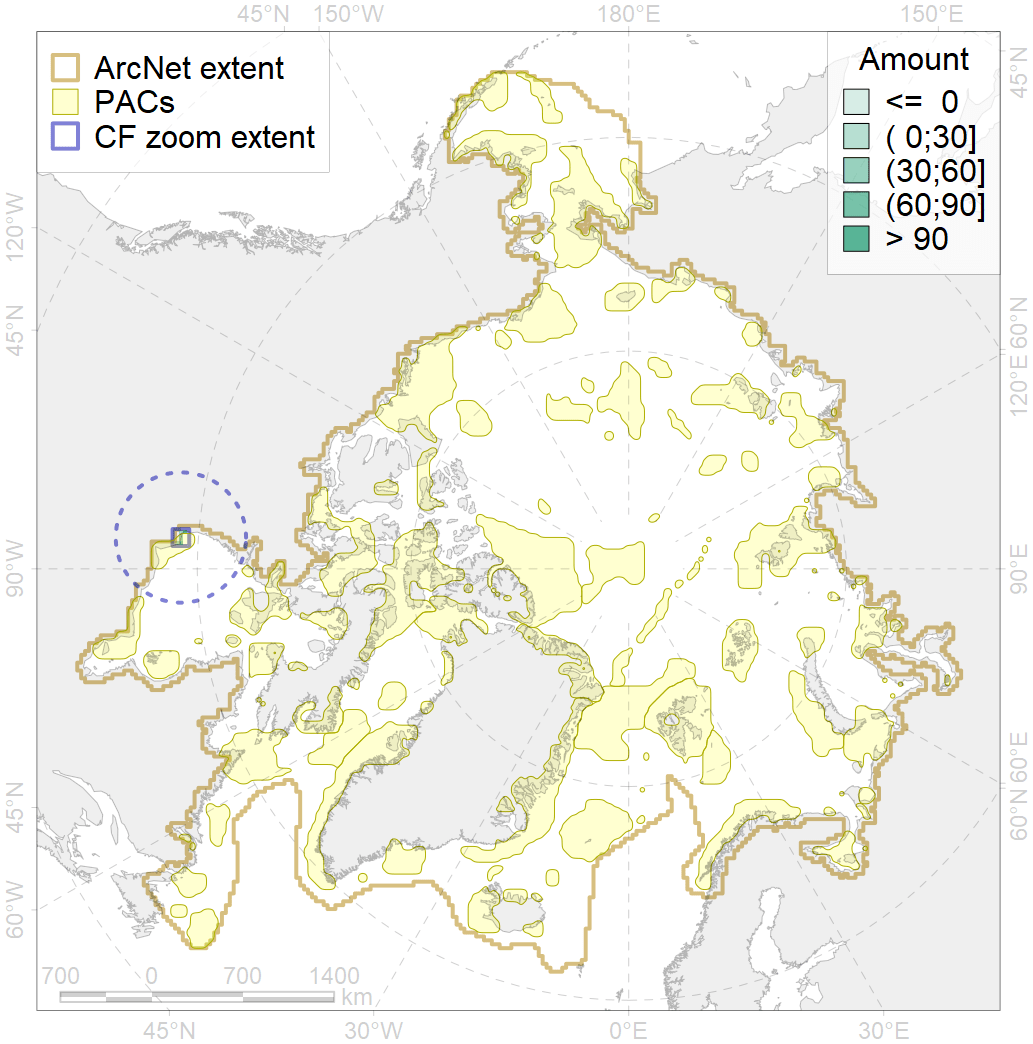 45°N 150°W 180°E 150°E
ArcNet extent
PACs
CF zoom extent
Amount
<= 0
( 0;30]
(30;60]
(60;90]
> 90
45°N
120°W
45°N
60°N
120°E
90°W
90°E
45°N
60°E
60°N
60°W
700 0 700 1400
km
45°N 30°W 0°E 30°E